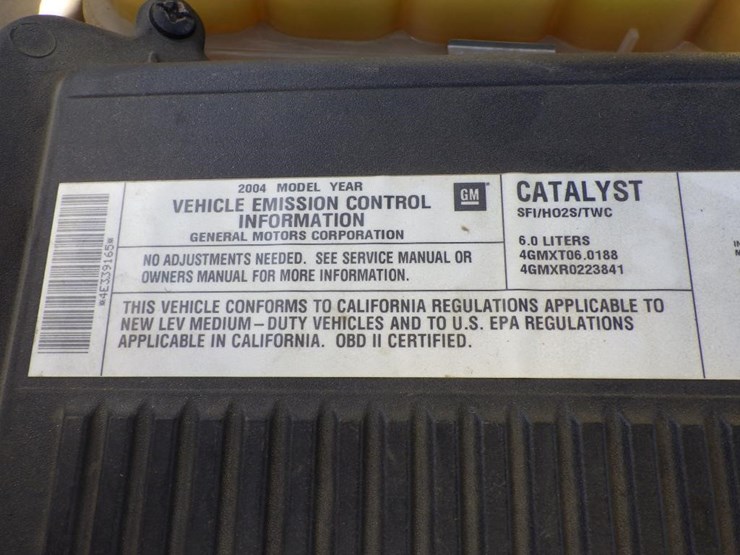 2004 MODEL YEAR
VEHICLE EMISSION CONTROL
INFORMATION
GENERAL MOTORS CORPORATION
GM
NO ADJUSTMENTS NEEDED. SEE SERVICE MANUAL OR
OWNERS MANUAL FOR MORE INFORMATION.
CATALYST
SFI/HO2S/TWC
6.0 LITERS
4GMXT06.0188
4GMXR0223841
THIS VEHICLE CONFORMS TO CALIFORNIA REGULATIONS APPLICABLE TO
NEW LEV MEDIUM–DUTY VEHICLES AND TO U.S. EPA REGULATIONS
APPLICABLE IN CALIFORNIA. OBD II CERTIFIED.
*4E339165*